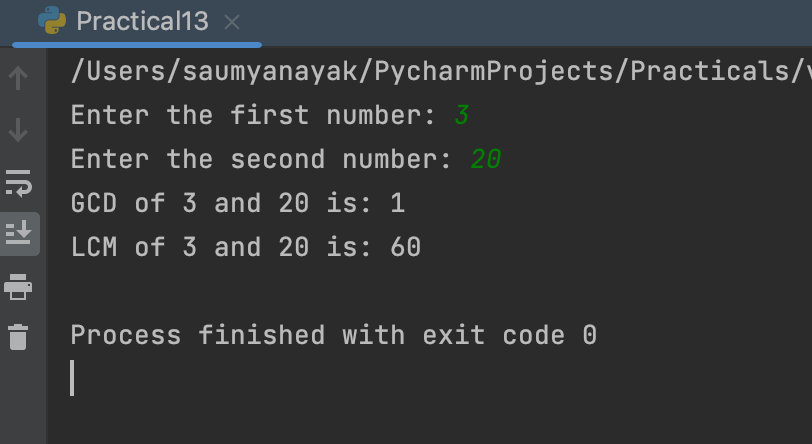 Practical13
/Users/saumyanayak/PycharmProjects/Practicals/
Enter the first number: 3
Enter the second number: 20
GCD of 3 and 20 is: 1
LCM of 3 and 20 is: 60
Process finished with exit code 0